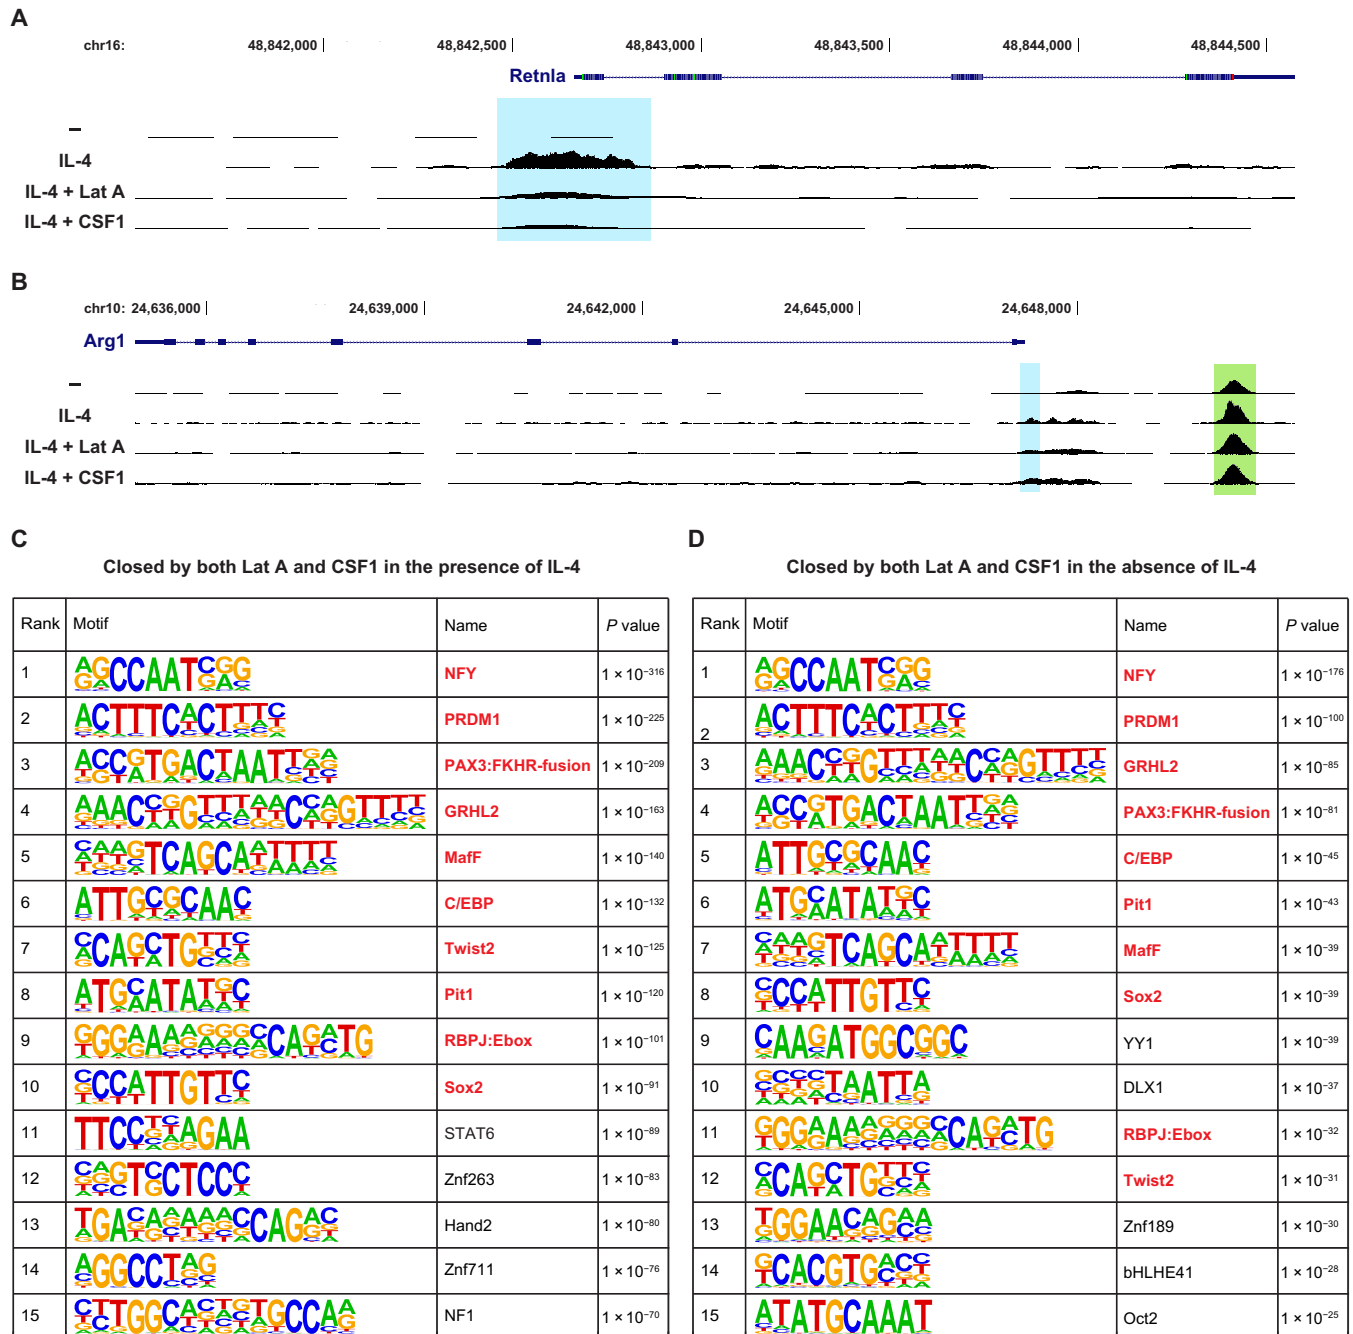 A
chr16: 48,842,000 48,842,500 48,843,000 48,843,500 48,844,000 48,844,500
Retnla
–
IL-4
IL-4 + Lat A
IL-4 + CSF1
B
chr10: 24,636,000 24,639,000 24,642,000 24,645,000 24,648,000
Arg1
–
IL-4
IL-4 + Lat A
IL-4 + CSF1
C
Closed by both Lat A and CSF1 in the presence of IL-4
Rank Motif Name P value
1 NFY 1 × 10⁻³¹⁶
2 PRDM1 1 × 10⁻²²⁵
3 PAX3:FKHR-fusion 1 × 10⁻²⁰⁹
4 GRHL2 1 × 10⁻¹⁶³
5 MafF 1 × 10⁻¹⁴⁰
6 C/EBP 1 × 10⁻¹³²
7 Twist2 1 × 10⁻¹²⁵
8 Pit1 1 × 10⁻¹²⁰
9 RBPJ:Ebox 1 × 10⁻¹⁰¹
10 Sox2 1 × 10⁻⁹¹
11 STAT6 1 × 10⁻⁸⁹
12 Znf263 1 × 10⁻⁸³
13 Hand2 1 × 10⁻⁸⁰
14 Znf711 1 × 10⁻⁷⁶
15 NF1 1 × 10⁻⁷⁰
D
Closed by both Lat A and CSF1 in the absence of IL-4
Rank Motif Name P value
1 NFY 1 × 10⁻¹⁷⁶
2 PRDM1 1 × 10⁻¹⁰⁰
3 GRHL2 1 × 10⁻⁸⁵
4 PAX3:FKHR-fusion 1 × 10⁻⁸¹
5 C/EBP 1 × 10⁻⁴⁵
6 Pit1 1 × 10⁻⁴³
7 MafF 1 × 10⁻³⁹
8 Sox2 1 × 10⁻³⁹
9 YY1 1 × 10⁻³⁹
10 DLX1 1 × 10⁻³⁷
11 RBPJ:Ebox 1 × 10⁻³²
12 Twist2 1 × 10⁻³¹
13 Znf189 1 × 10⁻³⁰
14 bHLHE41 1 × 10⁻²⁸
15 Oct2 1 × 10⁻²⁵